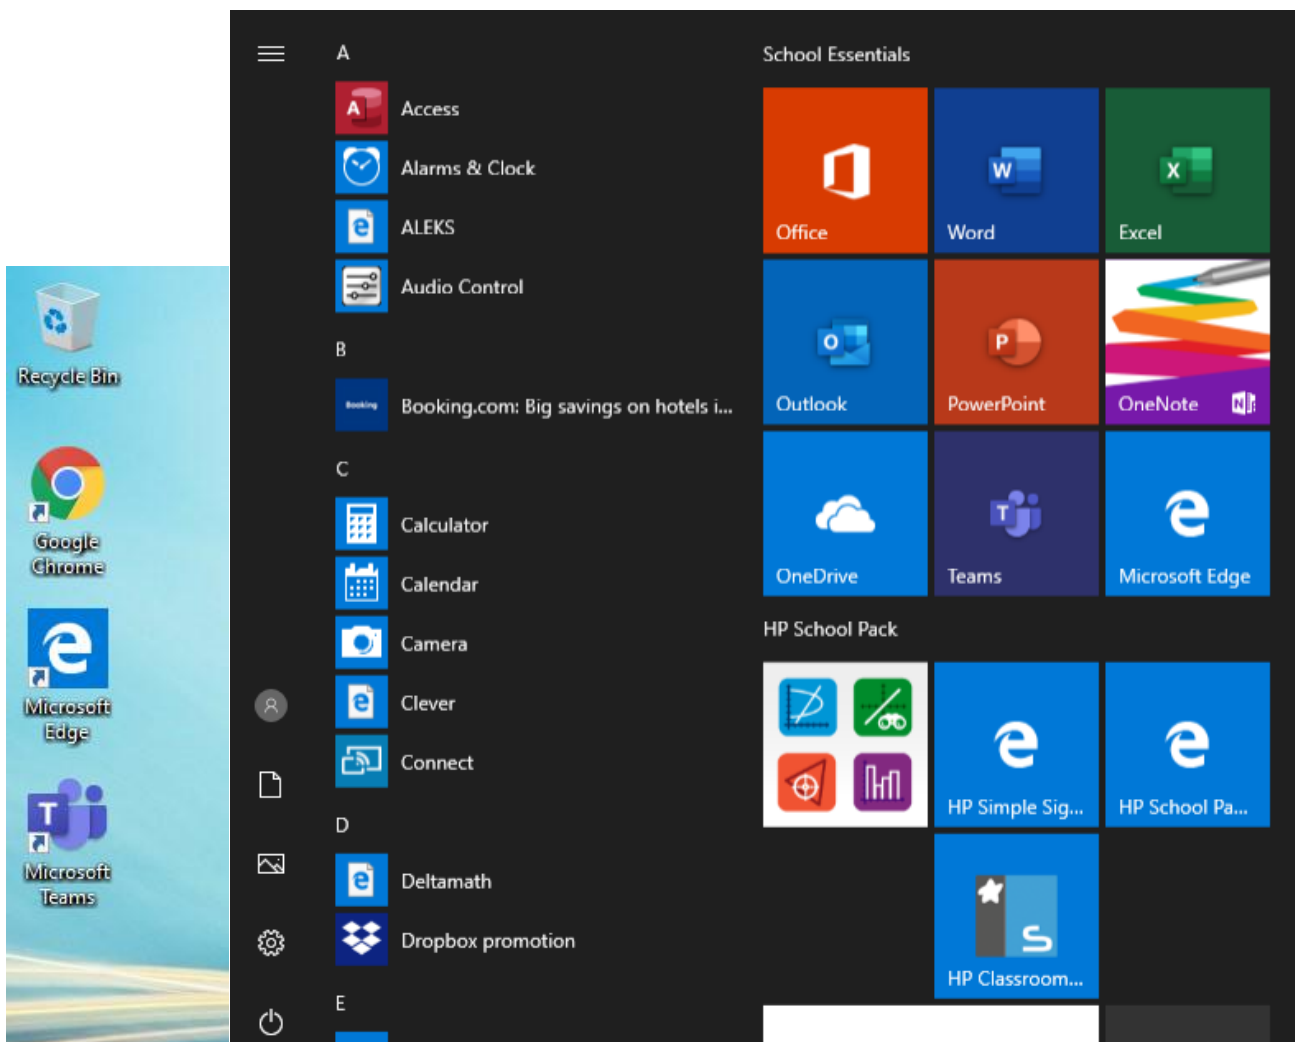 Recycle Bin
Google
Chrome
Microsoft
Edge
Microsoft
Teams
A
Access
Alarms & Clock
ALEKS
Audio Control
B
Booking
Booking.com: Big savings on hotels i...
C
Calculator
Calendar
Camera
Clever
Connect
D
Deltamath
Dropbox promotion
E
School Essentials
Office
Word
Excel
Outlook
PowerPoint
OneNote
OneDrive
Teams
Microsoft Edge
HP School Pack
HP Simple Sig...
HP School Pa...
HP Classroom...